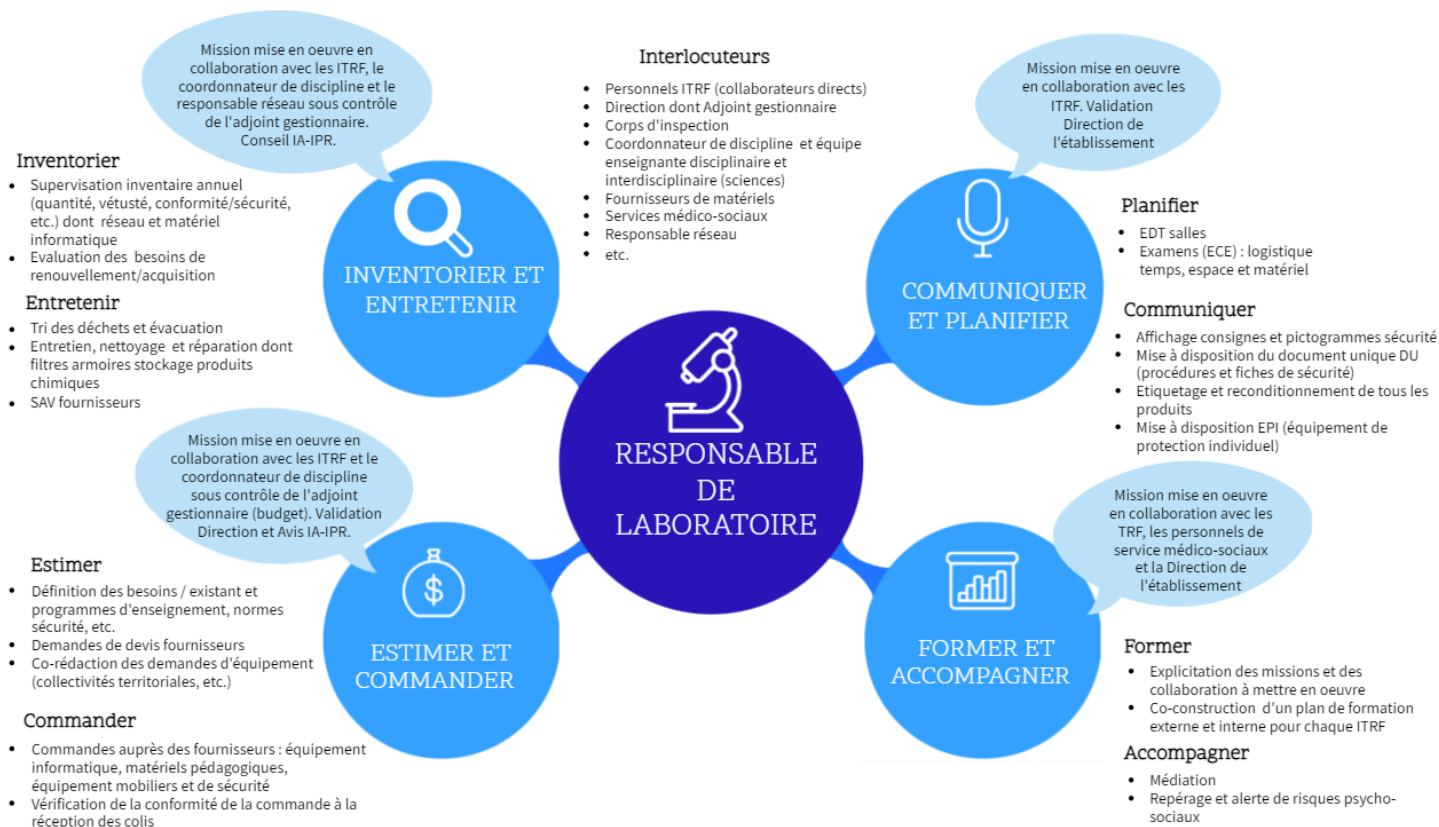 Mission mise en oeuvre en
collaboration avec les ITRF, le
coordonnateur de discipline et le
responsable réseau sous contrôle
de l'adjoint gestionnaire.
Conseil IA-IPR.
Inventorier
Supervision inventaire annuel
(quantité, vétusté, conformité/sécurité,
etc.) dont réseau et matériel
informatique
Evaluation des besoins de
renouvellement/acquisition
Entretenir
Tri des déchets et évacuation
Entretien, nettoyage et réparation dont
filtres armoires stockage produits
chimiques
SAV fournisseurs
INVENTORIER ET
ENTRETENIR
Interlocuteurs
Personnels ITRF (collaborateurs directs)
Direction dont Adjoint gestionnaire
Corps d'inspection
Coordonnateur de discipline et équipe
enseignante disciplinaire et
interdisciplinaire (sciences)
Fournisseurs de matériels
Services médico-sociaux
Responsable réseau
etc.
Mission mise en oeuvre
en collaboration avec les
ITRF. Validation
Direction de
l'établissement
COMMUNIQUER
ET PLANIFIER
Planifier
EDT salles
Examens (ECE) : logistique
temps, espace et matériel
Communiquer
Affichage consignes et pictogrammes sécurité
Mise à disposition du document unique DU
(procédures et fiches de sécurité)
Etiquetage et reconditionnement de tous les
produits
Mise à disposition EPI (équipement de
protection individuel)
RESPONSABLE
DE
LABORATOIRE
Mission mise en oeuvre en
collaboration avec les ITRF et le
coordonnateur de discipline
sous contrôle de l'adjoint
gestionnaire (budget). Validation
Direction et Avis IA-IPR.
$
ESTIMER ET
COMMANDER
Estimer
Définition des besoins / existant et
programmes d'enseignement, normes
sécurité, etc.
Demandes de devis fournisseurs
Co-rédaction des demandes d'équipement
(collectivités territoriales, etc.)
Commander
Commandes auprès des fournisseurs : équipement
informatique, matériels pédagogiques,
équipement mobiliers et de sécurité
Vérification de la conformité de la commande à la
réception des colis
Mission mise en oeuvre
en collaboration avec les
TRF, les personnels de
service médico-sociaux
et la Direction de
l'établissement
FORMER ET
ACCOMPAGNER
Former
Explicitation des missions et des
collaboration à mettre en oeuvre
Co-construction d'un plan de formation
externe et interne pour chaque ITRF
Accompagner
Médiation
Repérage et alerte de risques psycho-
sociaux